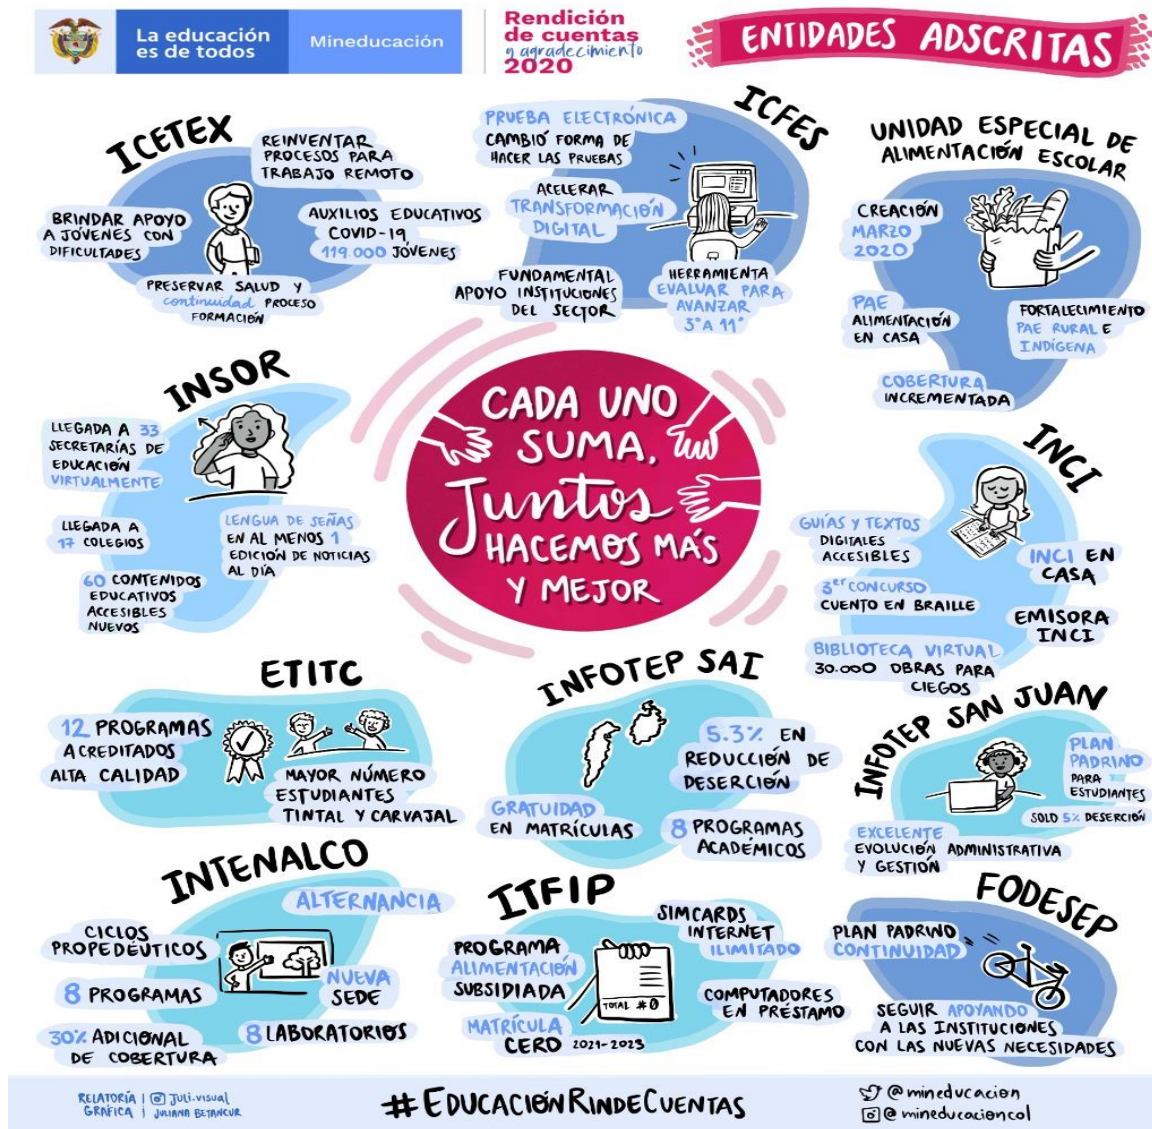 La educación
es de todos
Mineducación
Rendición
de cuentas
y agradecimiento
2020
ENTIDADES ADSCRITAS
ICETEX
REINVENTAR
PROCESOS PARA
TRABAJO REMOTO
BRINDAR APOYO
A JÓVENES CON
DIFICULTADES
AUXILIOS EDUCATIVOS
COVID-19
119.000 JÓVENES
PRESERVAR SALUD Y
continuidad PROCESO
FORMACIÓN
ICFES
PRUEBA ELECTRÓNICA
CAMBIÓ FORMA DE
HACER LAS PRUEBAS
ACELERAR
TRANSFORMACIÓN
DIGITAL
FUNDAMENTAL
APOYO INSTITUCIONES
DEL SECTOR
HERRAMIENTA
EVALUAR PARA
AVANZAR
3° A 11°
UNIDAD ESPECIAL DE
ALIMENTACIÓN ESCOLAR
CREACIÓN
MARZO
2020
PAE
ALIMENTACIÓN
EN CASA
FORTALECIMIENTO
PAE RURAL E
INDÍGENA
COBERTURA
INCREMENTADA
INSOR
LLEGADA A 33
SECRETARÍAS DE
EDUCACIÓN
VIRTUALMENTE
LLEGADA A
17 COLEGIOS
LENGUA DE SEÑAS
EN AL MENOS 1
EDICIÓN DE NOTICIAS
AL DÍA
60 CONTENIDOS
EDUCATIVOS
ACCESIBLES
NUEVOS
CADA UNO
SUMA,
Juntos
HACEMOS MÁS
Y MEJOR
INCI
GUÍAS Y TEXTOS
DIGITALES
ACCESIBLES
INCI EN
CASA
3er CONCURSO
CUENTO EN BRAILLE
EMISORA
INCI
BIBLIOTECA VIRTUAL
30.000 OBRAS PARA
CIEGOS
ETITC
12 PROGRAMAS
ACREDITADOS
ALTA CALIDAD
MAYOR NÚMERO
ESTUDIANTES
TINTAL Y CARVAJAL
INFOTEP SAI
5.3% EN
REDUCCIÓN DE
DESERCIÓN
GRATUIDAD
EN MATRÍCULAS
8 PROGRAMAS
ACADÉMICOS
INFOTEP SAN JUAN
PLAN
PADRINO
PARA
ESTUDIANTES
SOLO 5% DESERCIÓN
EXCELENTE
EVOLUCIÓN ADMINISTRATIVA
Y GESTIÓN
INTENALCO
ALTERNANCIA
CICLOS
PROPEDÉUTICOS
8 PROGRAMAS
NUEVA
SEDE
30% ADICIONAL
DE COBERTURA
8 LABORATORIOS
ITFIP
SIMCARDS
INTERNET
ILIMITADO
PROGRAMA
ALIMENTACIÓN
SUBSIDIADA
TOTAL #0
COMPUTADORES
EN PRÉSTAMO
MATRÍCULA
CERO 2021-2023
FODESEP
PLAN PADRINO
CONTINUIDAD
SEGUIR APOYANDO
A LAS INSTITUCIONES
CON LAS NUEVAS NECESIDADES
RELATORÍA | Juli.visual
GRÁFICA | JULIANA BETANCUR
#EDUCACIÓNRINDECUENTAS
@mineducacion
@mineducacioncol